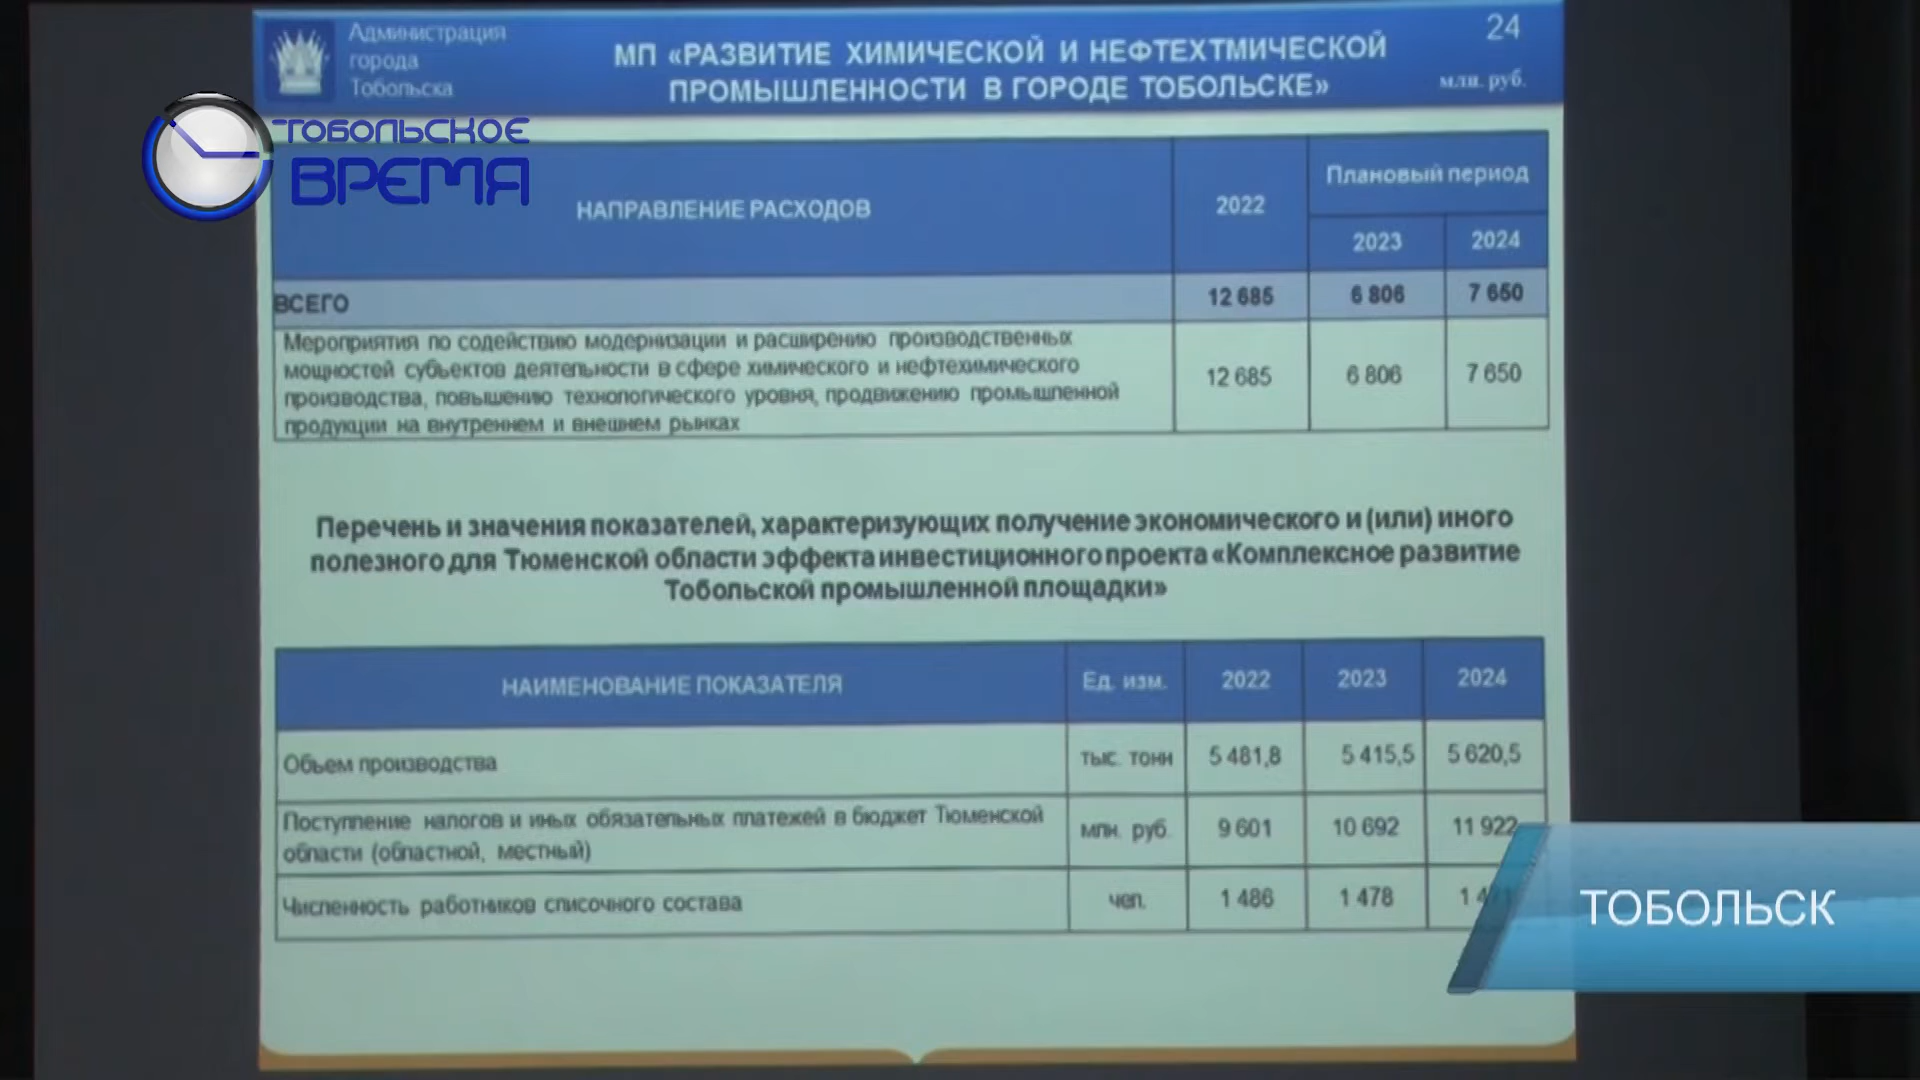 Администрация
города
Тобольска
МП «РАЗВИТИЕ ХИМИЧЕСКОЙ И НЕФТЕХТМИЧЕСКОЙ
ПРОМЫШЛЕННОСТИ В ГОРОДЕ ТОБОЛЬСКЕ»
24
млн. руб.
ТОБОЛЬСКОЕ
ВРЕМЯ
НАПРАВЛЕНИЕ РАСХОДОВ
2022
Плановый период
2023 2024
ВСЕГО 12 685 6 806 7 650
Мероприятия по содействию модернизации и расширению производственных
мощностей субъектов деятельности в сфере химического и нефтехимического
производства, повышению технологического уровня, продвижению промышленной
продукции на внутреннем и внешнем рынках
12 685 6 806 7 650
Перечень и значения показателей, характеризующих получение экономического и (или) иного
полезного для Тюменской области эффекта инвестиционного проекта «Комплексное развитие
Тобольской промышленной площадки»
НАИМЕНОВАНИЕ ПОКАЗАТЕЛЯ Ед. изм. 2022 2023 2024
Объем производства тыс. тонн 5 481,8 5 415,5 5 620,5
Поступление налогов и иных обязательных платежей в бюджет Тюменской
области (областной, местный)
млн. руб. 9 601 10 692 11 922
Численность работников списочного состава чел. 1 486 1 478
ТОБОЛЬСК